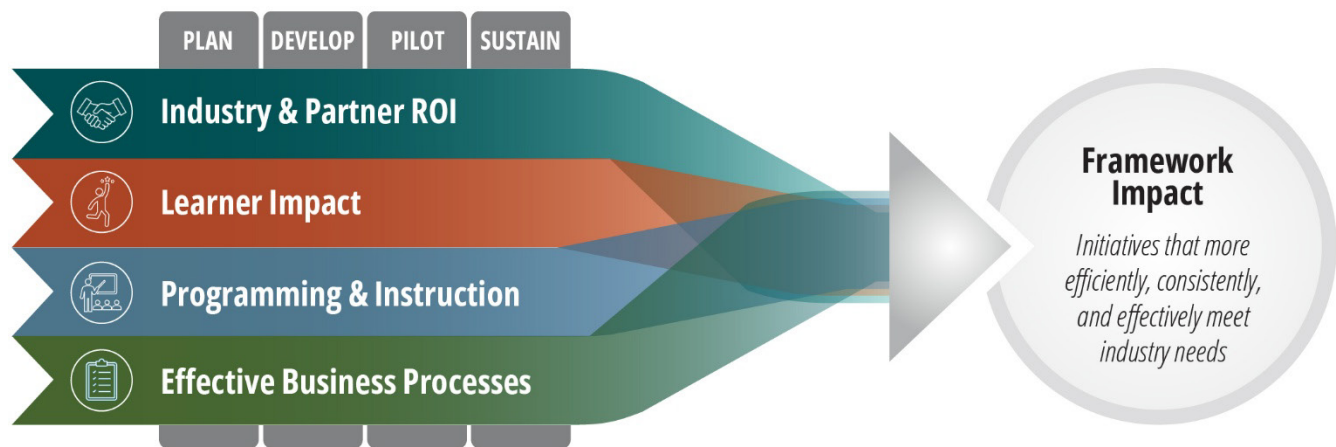 PLAN DEVELOP PILOT SUSTAIN
Industry & Partner ROI
Learner Impact
Programming & Instruction
Effective Business Processes
Framework
Impact
Initiatives that more
efficiently, consistently,
and effectively meet
industry needs